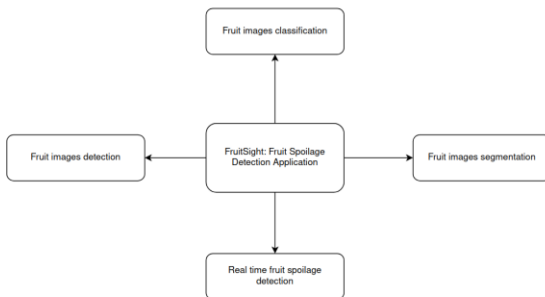 Fruit images classification
Fruit images detection
FruitSight: Fruit Spoilage
Detection Application
Fruit images segmentation
Real time fruit spoilage
detection